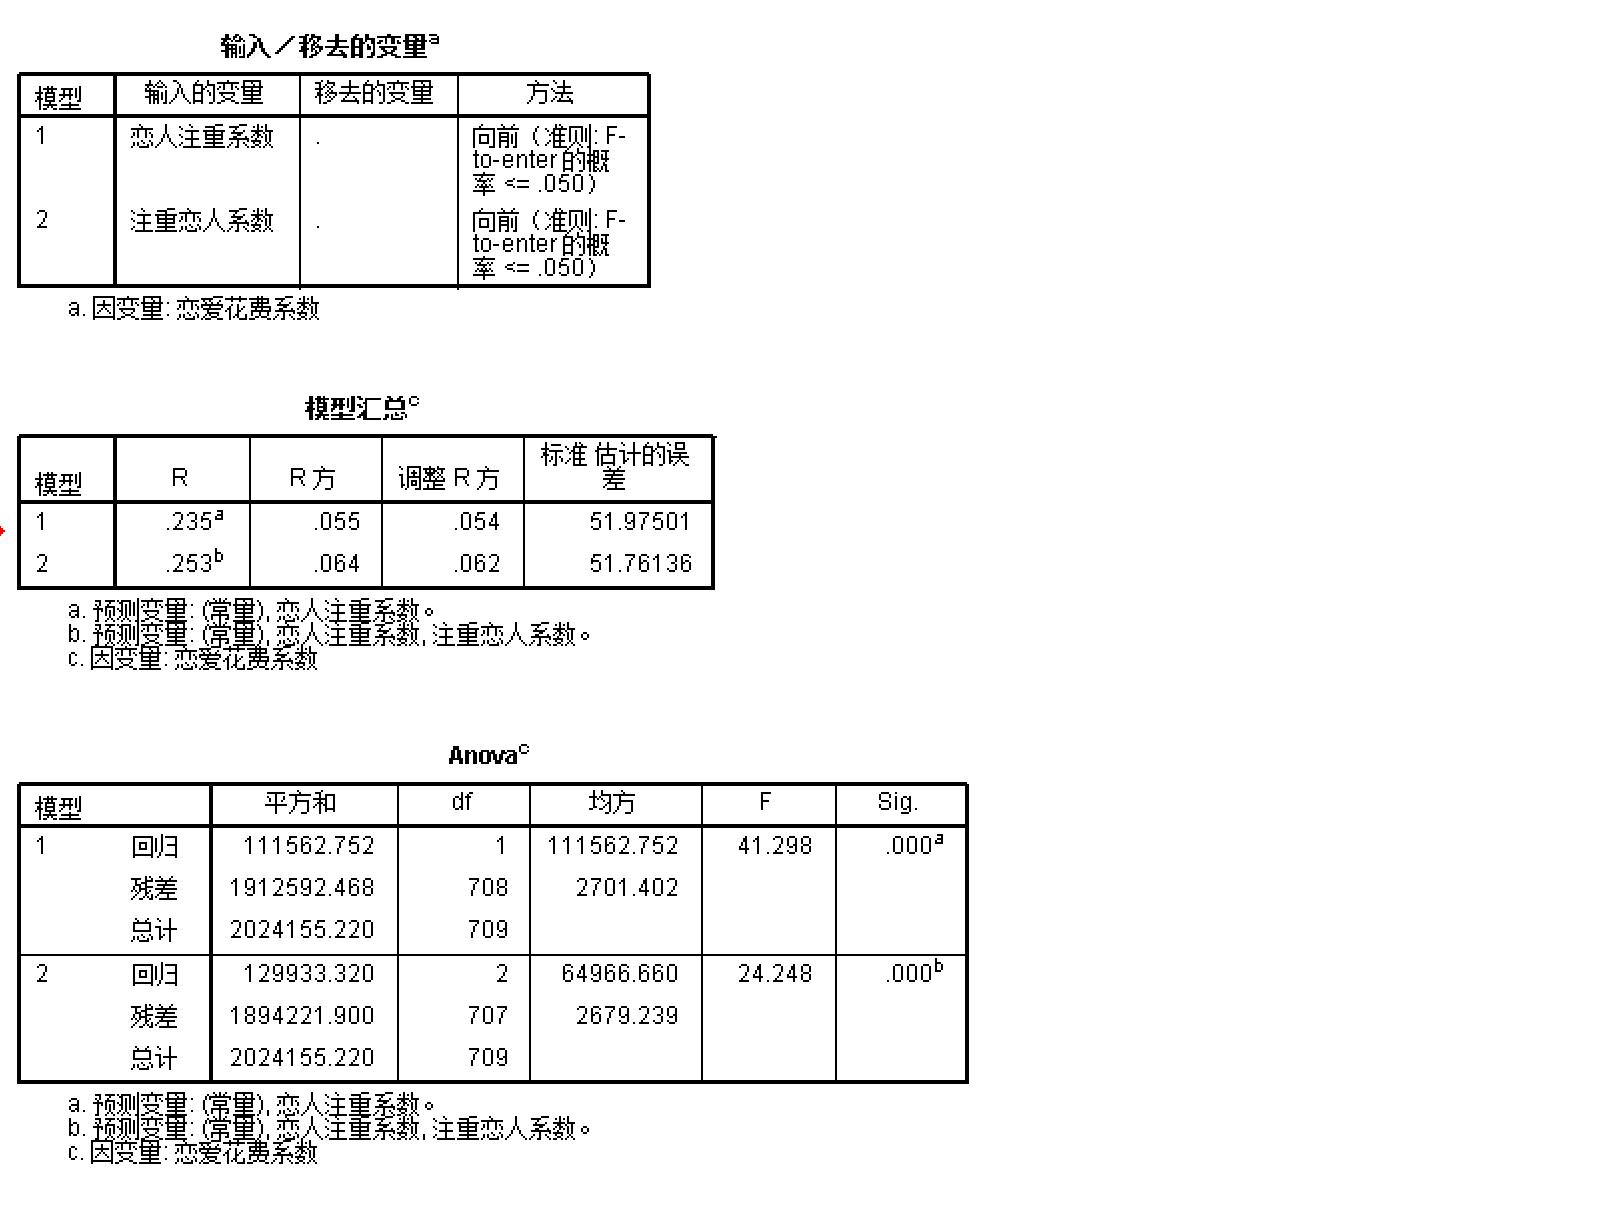 输入／移去的变量a
模型 输入的变量 移去的变量 方法
1 恋人注重系数 . 向前（准则: F-
to-enter 的概
率 <= .050）
2 注重恋人系数 . 向前（准则: F-
to-enter 的概
率 <= .050）
a. 因变量: 恋爱花费系数
模型汇总c
模型 R R 方 调整 R 方 标准 估计的误
差
1 .235a .055 .054 51.97501
2 .253b .064 .062 51.76136
a. 预测变量: (常量), 恋人注重系数。
b. 预测变量: (常量), 恋人注重系数, 注重恋人系数。
c. 因变量: 恋爱花费系数
Anovac
模型 平方和 df 均方 F Sig.
1 回归 111562.752 1 111562.752 41.298 .000a
残差 1912592.468 708 2701.402
总计 2024155.220 709
2 回归 129933.320 2 64966.660 24.248 .000b
残差 1894221.900 707 2679.239
总计 2024155.220 709
a. 预测变量: (常量), 恋人注重系数。
b. 预测变量: (常量), 恋人注重系数, 注重恋人系数。
c. 因变量: 恋爱花费系数